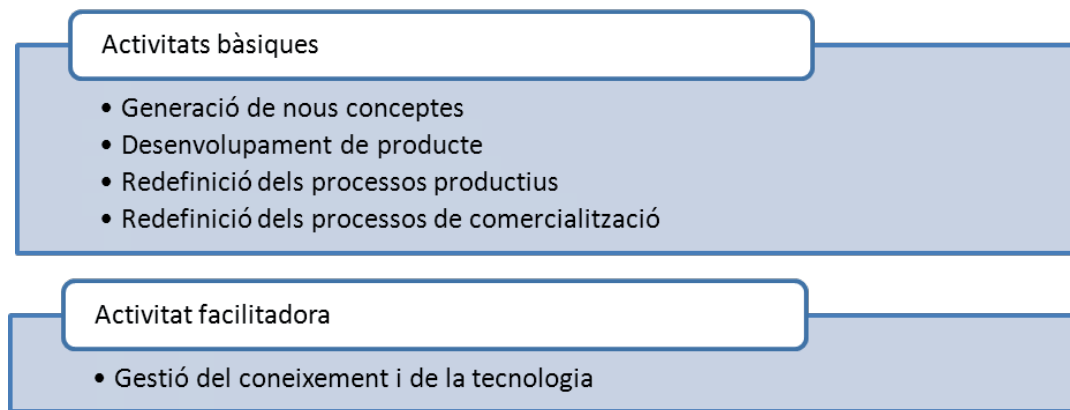 Activitats bàsiques
• Generació de nous conceptes
• Desenvolupament de producte
• Redefinició dels processos productius
• Redefinició dels processos de comercialització
Activitat facilitadora
• Gestió del coneixement i de la tecnologia